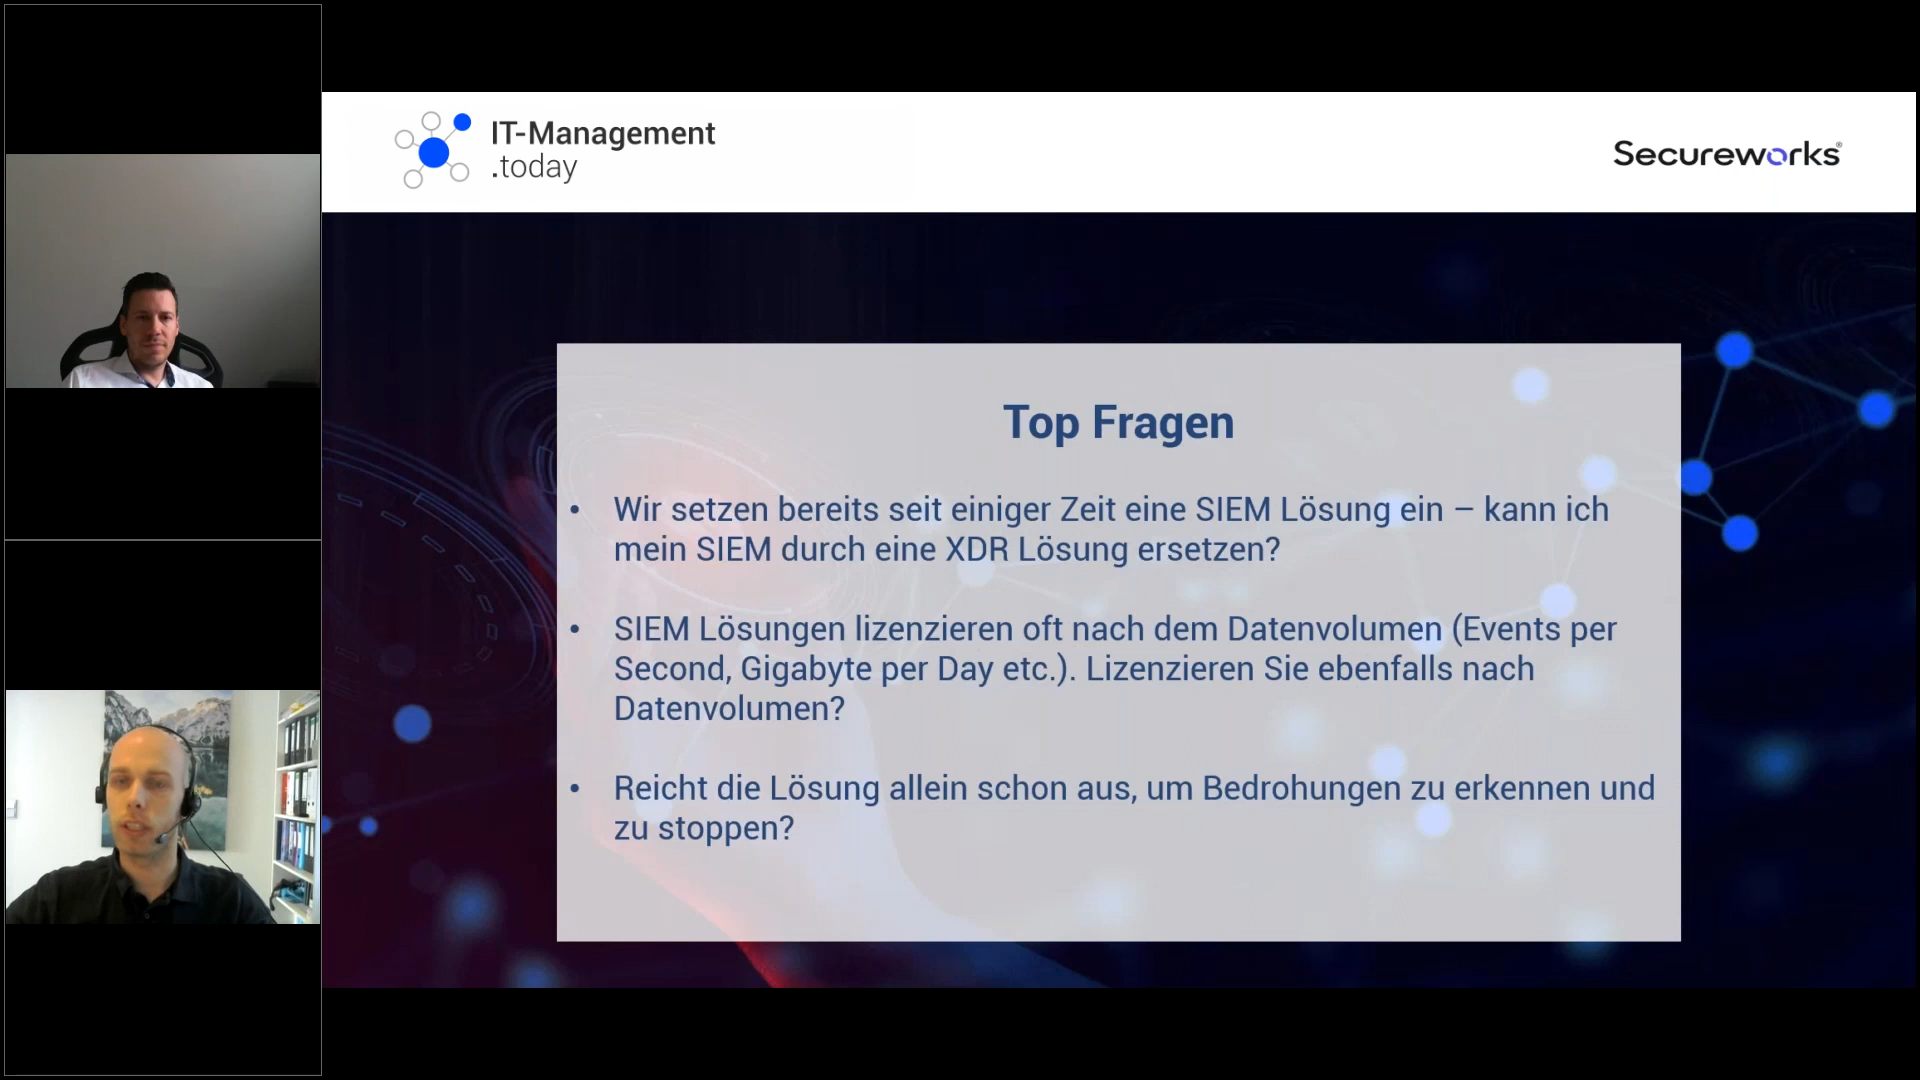 IT-Management
.today
Secureworks®
Top Fragen
• Wir setzen bereits seit einiger Zeit eine SIEM Lösung ein – kann ich
mein SIEM durch eine XDR Lösung ersetzen?
• SIEM Lösungen lizenzieren oft nach dem Datenvolumen (Events per
Second, Gigabyte per Day etc.). Lizenzieren Sie ebenfalls nach
Datenvolumen?
• Reicht die Lösung allein schon aus, um Bedrohungen zu erkennen und
zu stoppen?